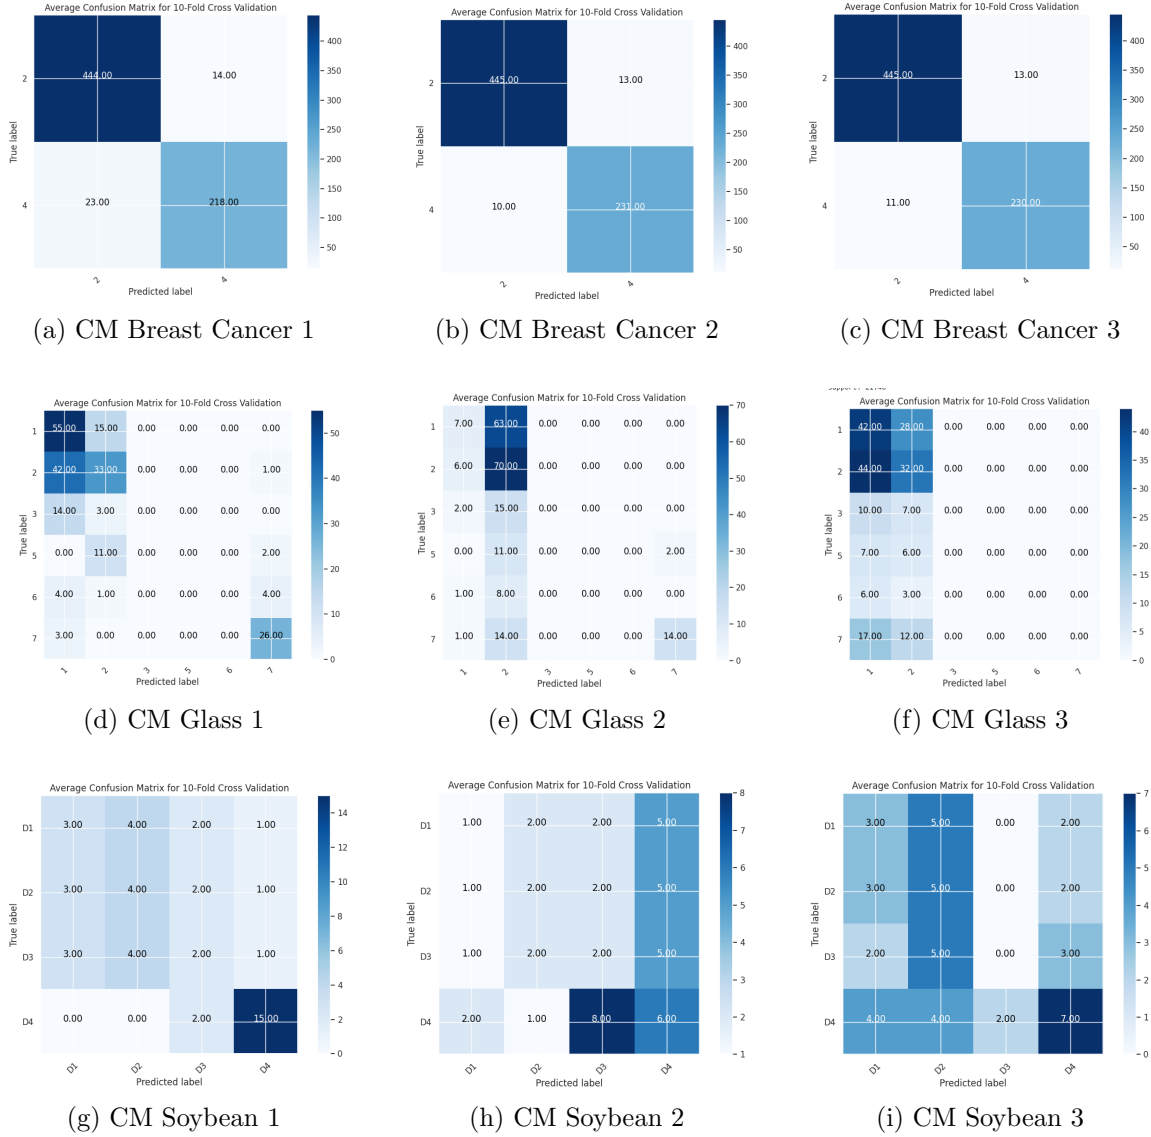 Average Confusion Matrix for 10-Fold Cross Validation
2 444.00 14.00
4 23.00 218.00
2 4
True label
Predicted label
400
350
300
250
200
150
100
50
(a) CM Breast Cancer 1
Average Confusion Matrix for 10-Fold Cross Validation
2 445.00 13.00
4 10.00 231.00
2 4
True label
Predicted label
400
350
300
250
200
150
100
50
(b) CM Breast Cancer 2
Average Confusion Matrix for 10-Fold Cross Validation
2 445.00 13.00
4 11.00 230.00
2 4
True label
Predicted label
400
350
300
250
200
150
100
50
(c) CM Breast Cancer 3
Average Confusion Matrix for 10-Fold Cross Validation
1 55.00 15.00 0.00 0.00 0.00 0.00
2 42.00 33.00 0.00 0.00 0.00 1.00
3 14.00 3.00 0.00 0.00 0.00 0.00
5 0.00 11.00 0.00 0.00 0.00 2.00
6 4.00 1.00 0.00 0.00 0.00 4.00
7 3.00 0.00 0.00 0.00 0.00 26.00
1 2 3 5 6 7
True label
Predicted label
50
40
30
20
10
0
(d) CM Glass 1
Average Confusion Matrix for 10-Fold Cross Validation
1 7.00 63.00 0.00 0.00 0.00 0.00
2 6.00 70.00 0.00 0.00 0.00 0.00
3 2.00 15.00 0.00 0.00 0.00 0.00
5 0.00 11.00 0.00 0.00 0.00 2.00
6 1.00 8.00 0.00 0.00 0.00 0.00
7 1.00 14.00 0.00 0.00 0.00 14.00
1 2 3 5 6 7
True label
Predicted label
70
60
50
40
30
20
10
0
(e) CM Glass 2
Average Confusion Matrix for 10-Fold Cross Validation
1 42.00 28.00 0.00 0.00 0.00 0.00
2 44.00 32.00 0.00 0.00 0.00 0.00
3 10.00 7.00 0.00 0.00 0.00 0.00
5 7.00 6.00 0.00 0.00 0.00 0.00
6 6.00 3.00 0.00 0.00 0.00 0.00
7 17.00 12.00 0.00 0.00 0.00 0.00
1 2 3 5 6 7
True label
Predicted label
40
35
30
25
20
15
10
5
0
(f) CM Glass 3
Average Confusion Matrix for 10-Fold Cross Validation
D1 3.00 4.00 2.00 1.00
D2 3.00 4.00 2.00 1.00
D3 3.00 4.00 2.00 1.00
D4 0.00 0.00 2.00 15.00
D1 D2 D3 D4
True label
Predicted label
14
12
10
8
6
4
2
0
(g) CM Soybean 1
Average Confusion Matrix for 10-Fold Cross Validation
D1 1.00 2.00 2.00 5.00
D2 1.00 2.00 2.00 5.00
D3 1.00 2.00 2.00 5.00
D4 2.00 1.00 8.00 6.00
D1 D2 D3 D4
True label
Predicted label
8
7
6
5
4
3
2
1
(h) CM Soybean 2
Average Confusion Matrix for 10-Fold Cross Validation
D1 3.00 5.00 0.00 2.00
D2 3.00 5.00 0.00 2.00
D3 2.00 5.00 0.00 3.00
D4 4.00 4.00 2.00 7.00
D1 D2 D3 D4
True label
Predicted label
7
6
5
4
3
2
1
0
(i) CM Soybean 3